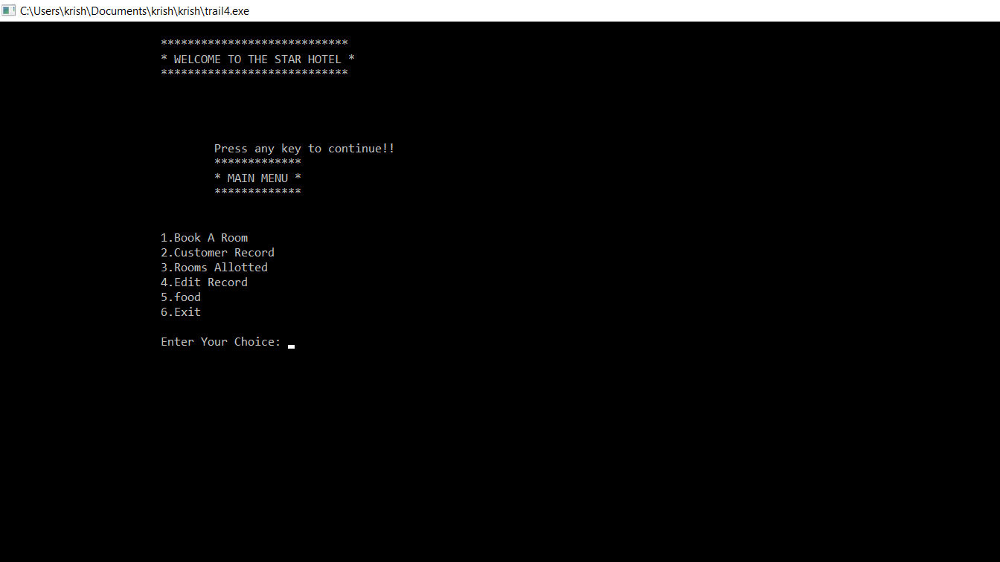 C:\Users\krish\Documents\krish\krish\trail4.exe
****************************
* WELCOME TO THE STAR HOTEL *
****************************
Press any key to continue!!
*************
* MAIN MENU *
*************
1.Book A Room
2.Customer Record
3.Rooms Allotted
4.Edit Record
5.food
6.Exit
Enter Your Choice: